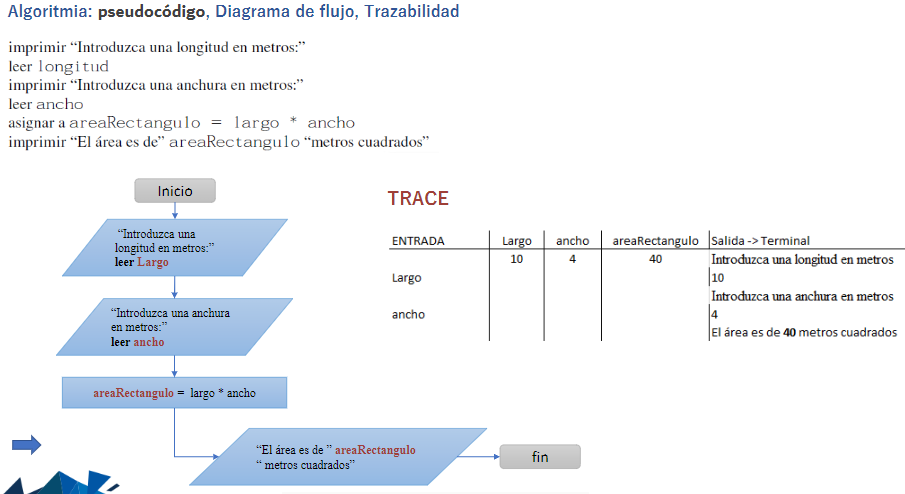 Algoritmia: pseudocódigo, Diagrama de flujo, Trazabilidad
imprimir “Introduzca una longitud en metros:”
leer longitud
imprimir “Introduzca una anchura en metros:”
leer ancho
asignar a areaRectangulo = largo * ancho
imprimir “El área es de” areaRectangulo “metros cuadrados”
Inicio
“Introduzca una
longitud en metros:”
leer Largo
“Introduzca una anchura
en metros:”
leer ancho
areaRectangulo = largo * ancho
“El área es de ” areaRectangulo
“ metros cuadrados”
fin
TRACE
ENTRADA Largo ancho areaRectangulo Salida -> Terminal
10 4 40 Introduzca una longitud en metros
Largo 10
Introduzca una anchura en metros
ancho 4
El área es de 40 metros cuadrados